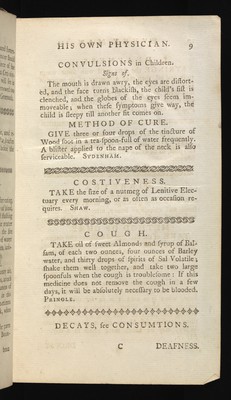 HIS OWN PHYSICIAN. 9
CONVULSIONS in Children.
Signs of.
The mouth is drawn awry, the eyes are distort-
ed, and the face turns blackish, the child's fist is
clenched, and the globes of the eyes seem im-
moveable; when these symptoms give way, the
child is sleepy till another fit comes on.
METHOD OF CURE.
GIVE three or four drops of the tincture of
Wood soot in a tea-spoon-full of water frequently.
A blister applied to the nape of the neck is also
serviceable. SYDENHAM.
COSTIVENESS.
TAKE the size of a nutmeg of Lenitive Elec-
tuary every morning, or as often as occasion re-
quires. SHAW.
COUGH.
TAKE oil of sweet Almonds and syrop of Bal-
sam, of each two ounces, four ounces of Barley
water, and thirty drops of spirits of Sal Volatile;
shake them well together, and take two large
spoonfuls when the cough is troublesome: If this
medicine does not remove the cough in a few
days, it will be absolutely necessary to be blooded.
PRINGLE.
DECAYS, see CONSUMTIONS.
C DEAFNESS.